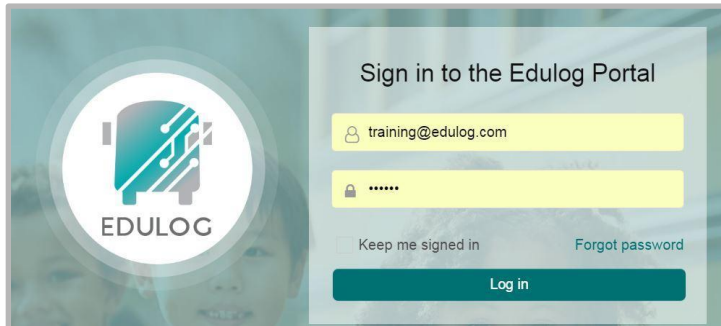 Sign in to the Edulog Portal
training@edulog.com
••••••
EDULOG
Keep me signed in
Forgot password
Log in